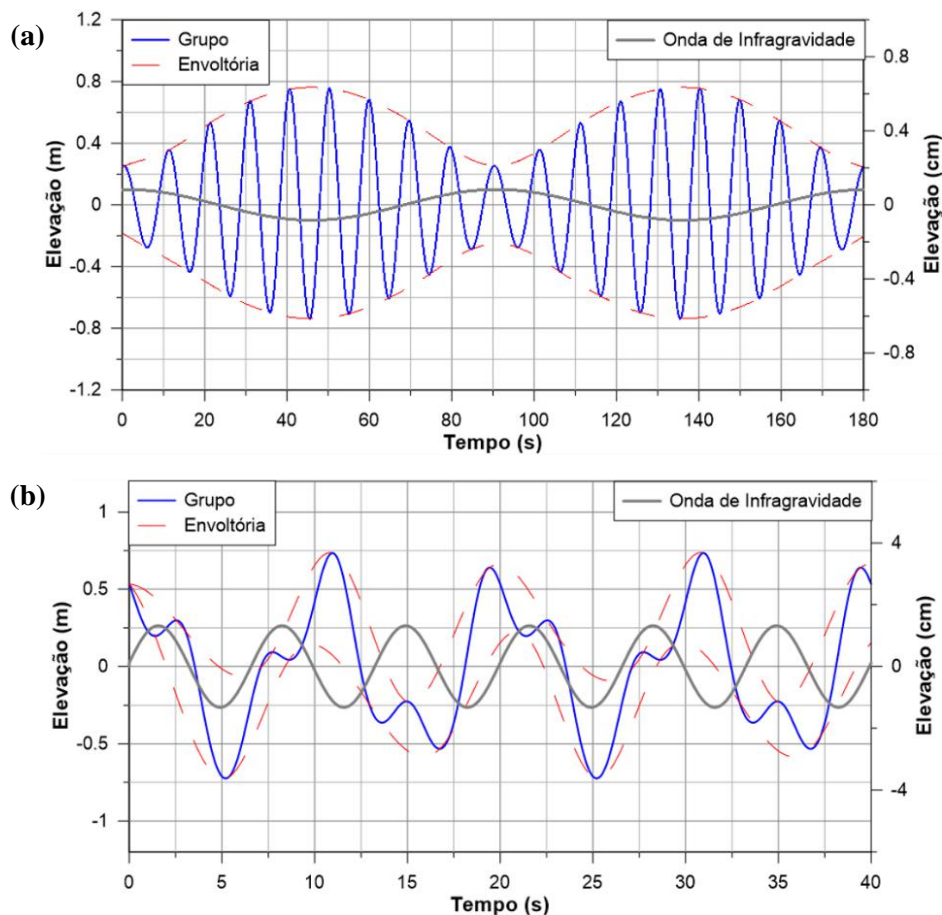 (a)
Grupo
Envoltória
Onda de Infragravidade
Elevação (m)
1.2
0.8
0.4
0
-0.4
-0.8
-1.2
0.8
0.4
0
-0.4
-0.8
Elevação (cm)
0 20 40 60 80 100 120 140 160 180
Tempo (s)
(b)
Grupo
Envoltória
Onda de Infragravidade
Elevação (m)
1
0.5
0
-0.5
-1
4
0
-4
Elevação (cm)
0 5 10 15 20 25 30 35 40
Tempo (s)